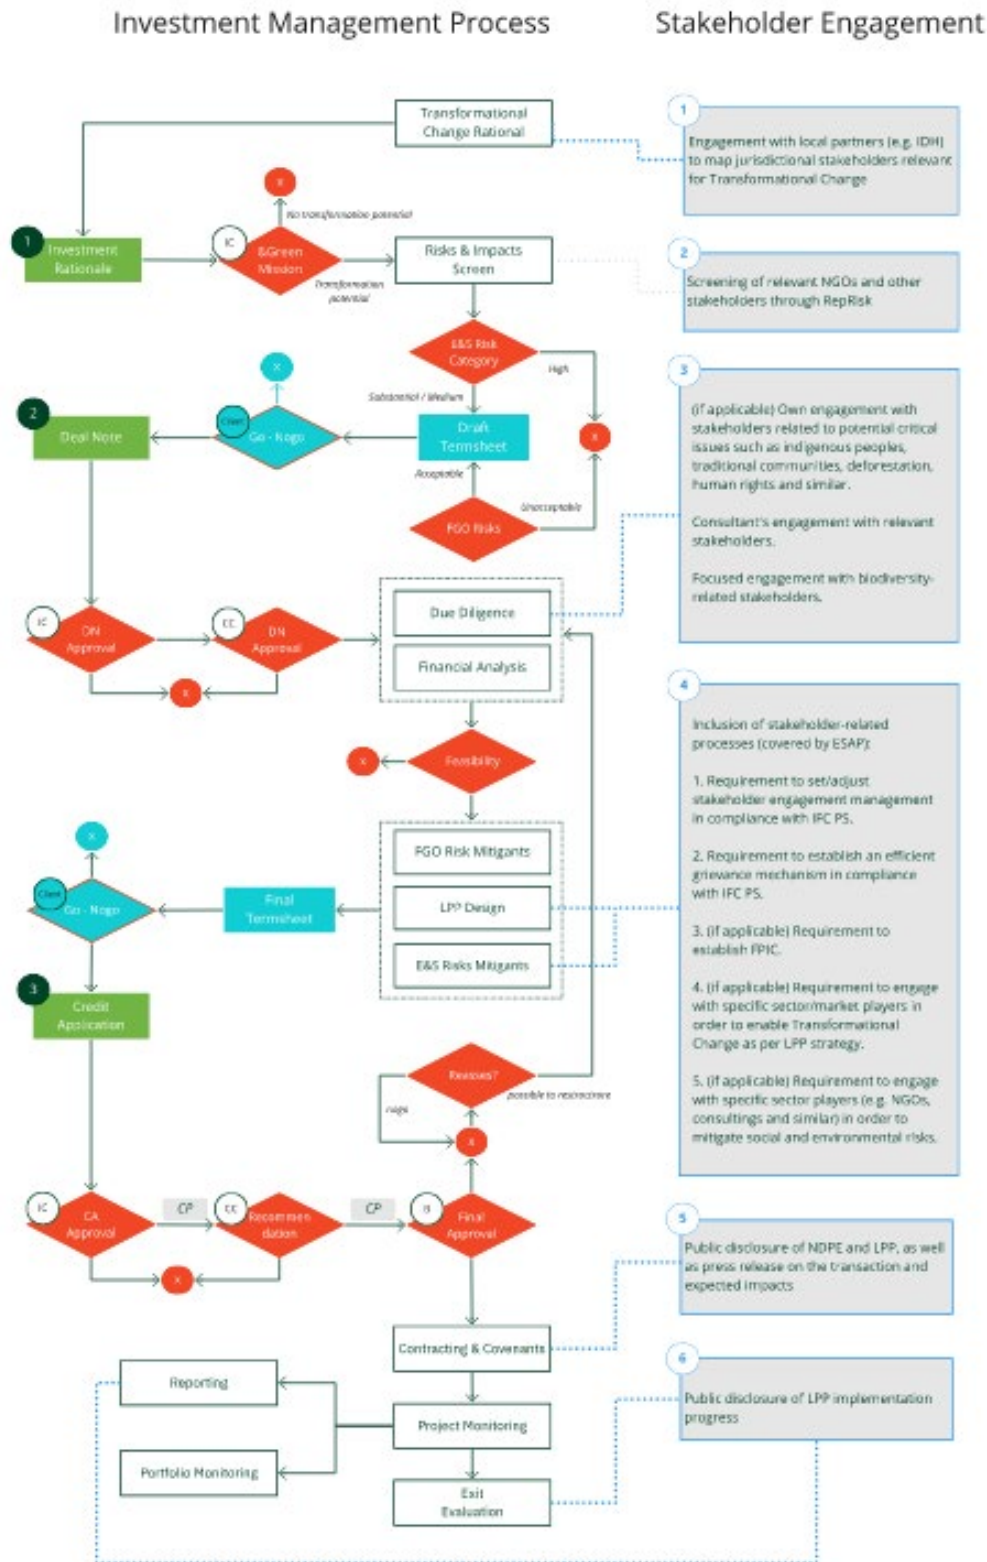 Investment Management Process
Stakeholder Engagement
Transformational
Change Rational
1
Engagement with local partners (e.g. IDH)
to map jurisdictional stakeholders relevant
for Transformational Change
X
No transformation potential
1
Investment
Rationale
IC
&Green
Mission
Transformation
potential
Risks & Impacts
Screen
2
Screening of relevant NGOs and other
stakeholders through RepRisk
E&S Risk
Category
High
Substantial / Medium
X
2
Deal Note
Client
Go - Nogo
Draft
Termsheet
X
Acceptable
Unacceptable
FGO Risks
3
(if applicable) Own engagement with
stakeholders related to potential critical
issues such as indigenous peoples,
traditional communities, deforestation,
human rights and similar.
Consultant's engagement with relevant
stakeholders.
Focused engagement with biodiversity-
related stakeholders.
IC
DN
Approval
CC
DN
Approval
X
Due Diligence
Financial Analysis
X
Feasibility
4
Inclusion of stakeholder-related
processes (covered by ESAP):
1. Requirement to set/adjust
stakeholder engagement management
in compliance with IFC PS.
2. Requirement to establish an efficient
grievance mechanism in compliance
with IFC PS.
3. (if applicable) Requirement to
establish FPIC.
4. (if applicable) Requirement to engage
with specific sector/market players in
order to enable Transformational
Change as per LPP strategy.
5. (if applicable) Requirement to engage
with specific sector players (e.g. NGOs,
consultings and similar) in order to
mitigate social and environmental risks.
X
Client
Go - Nogo
Final
Termsheet
FGO Risk Mitigants
LPP Design
E&S Risks Mitigants
3
Credit
Application
Reasons?
nogo
possible to restructure
X
IC
CA
Approval
CP
CC
Recommen
dation
CP
B
Final
Approval
X
5
Public disclosure of NDPE and LPP, as well
as press release on the transaction and
expected impacts
Contracting & Covenants
Reporting
Project Monitoring
Portfolio Monitoring
Exit
Evaluation
6
Public disclosure of LPP implementation
progress